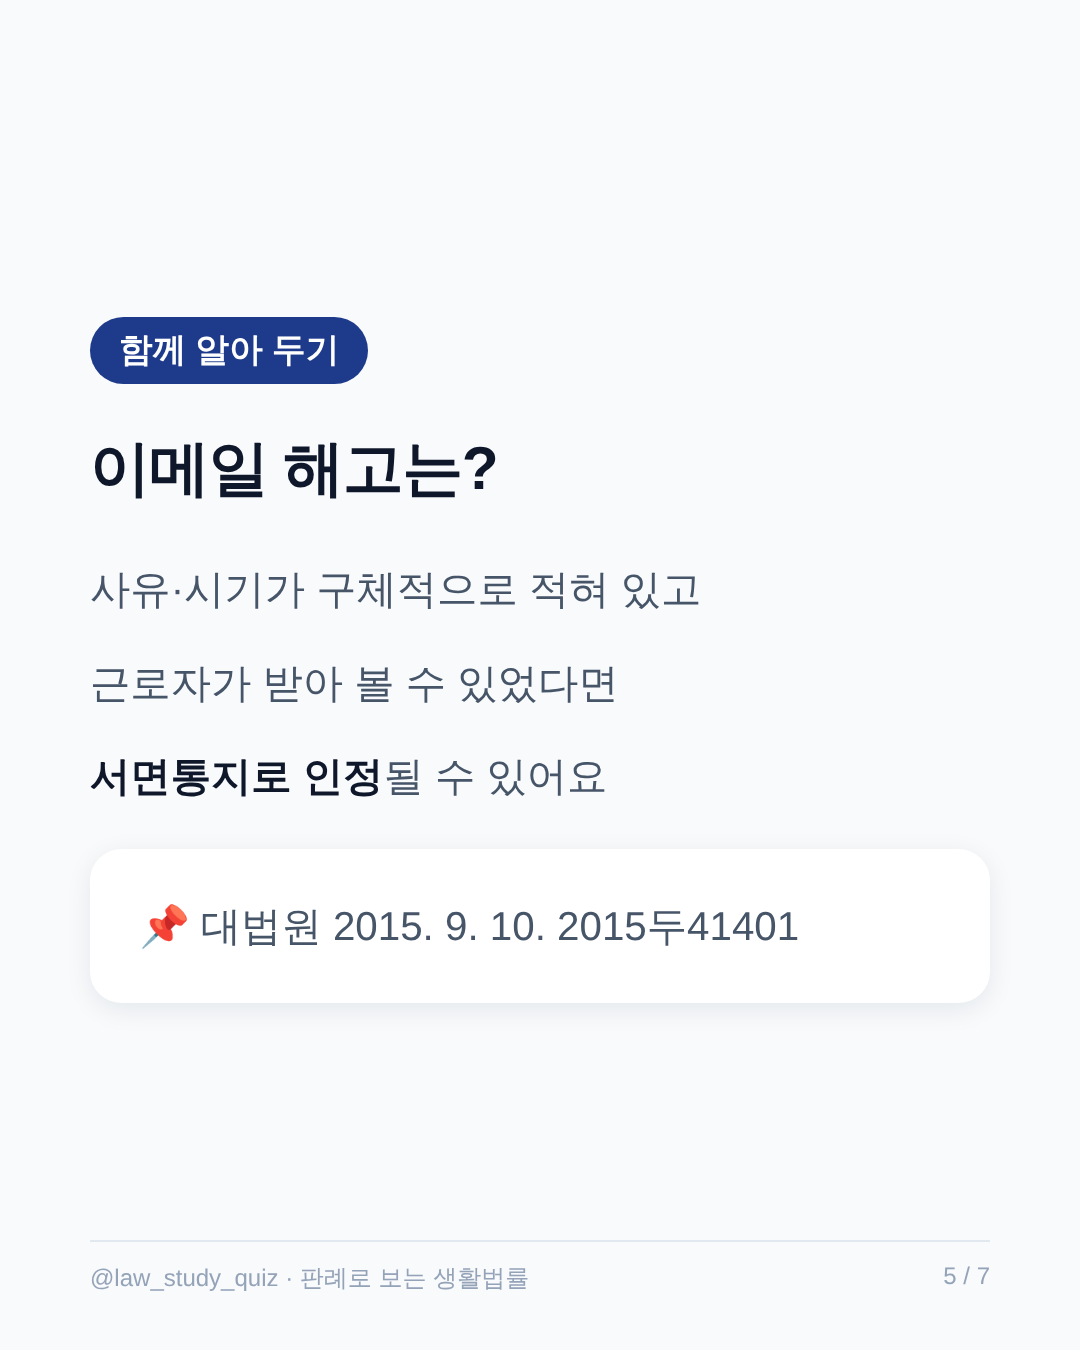 함께 알아 두기
이메일 해고는?
사유·시기가 구체적으로 적혀 있고
근로자가 받아 볼 수 있었다면
서면통지로 인정될 수 있어요
📌 대법원 2015. 9. 10. 2015두41401
@law_study_quiz · 판례로 보는 생활법률
5 / 7